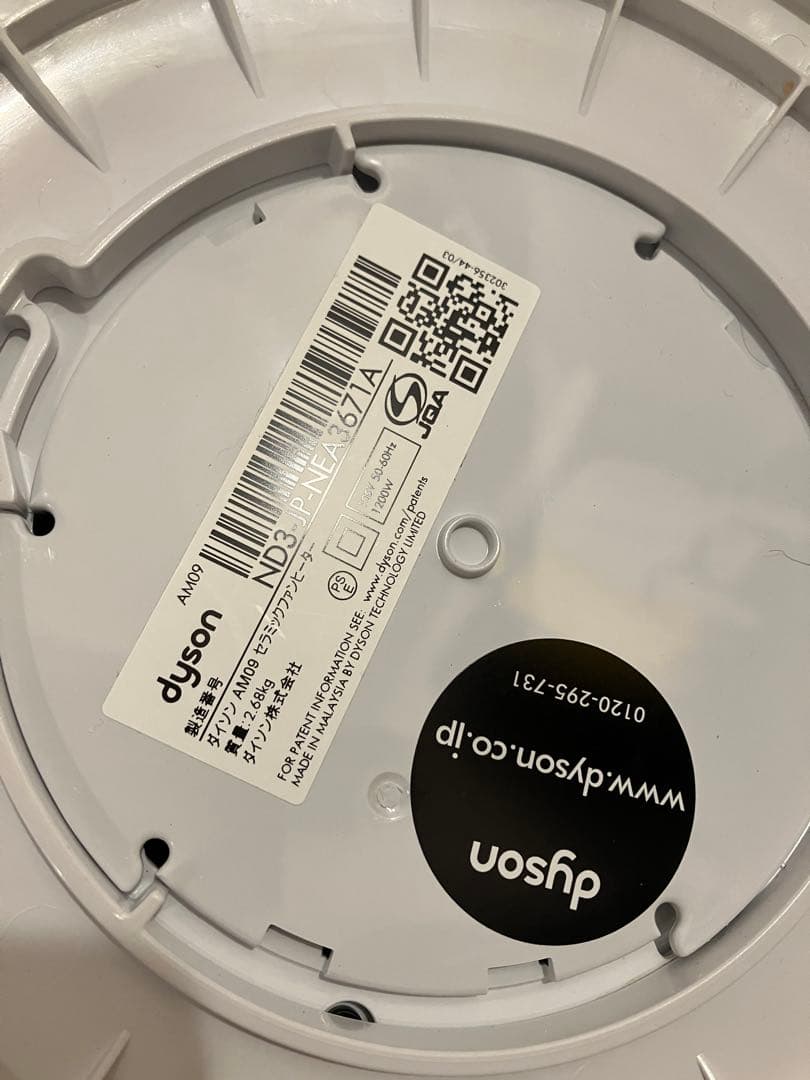 dyson
AM09
製造番号
ND3-JP-NEA3671A
ダイソン AM09 セラミックファンヒーター
質量:2.68kg
ダイソン株式会社
PS
E
50-60Hz
1200W
JQA
FOR PATENT INFORMATION SEE: www.dyson.com/patents
MADE IN MALAYSIA BY DYSON TECHNOLOGY LIMITED
302356-44/03
dyson
www.dyson.co.jp
0120-295-731